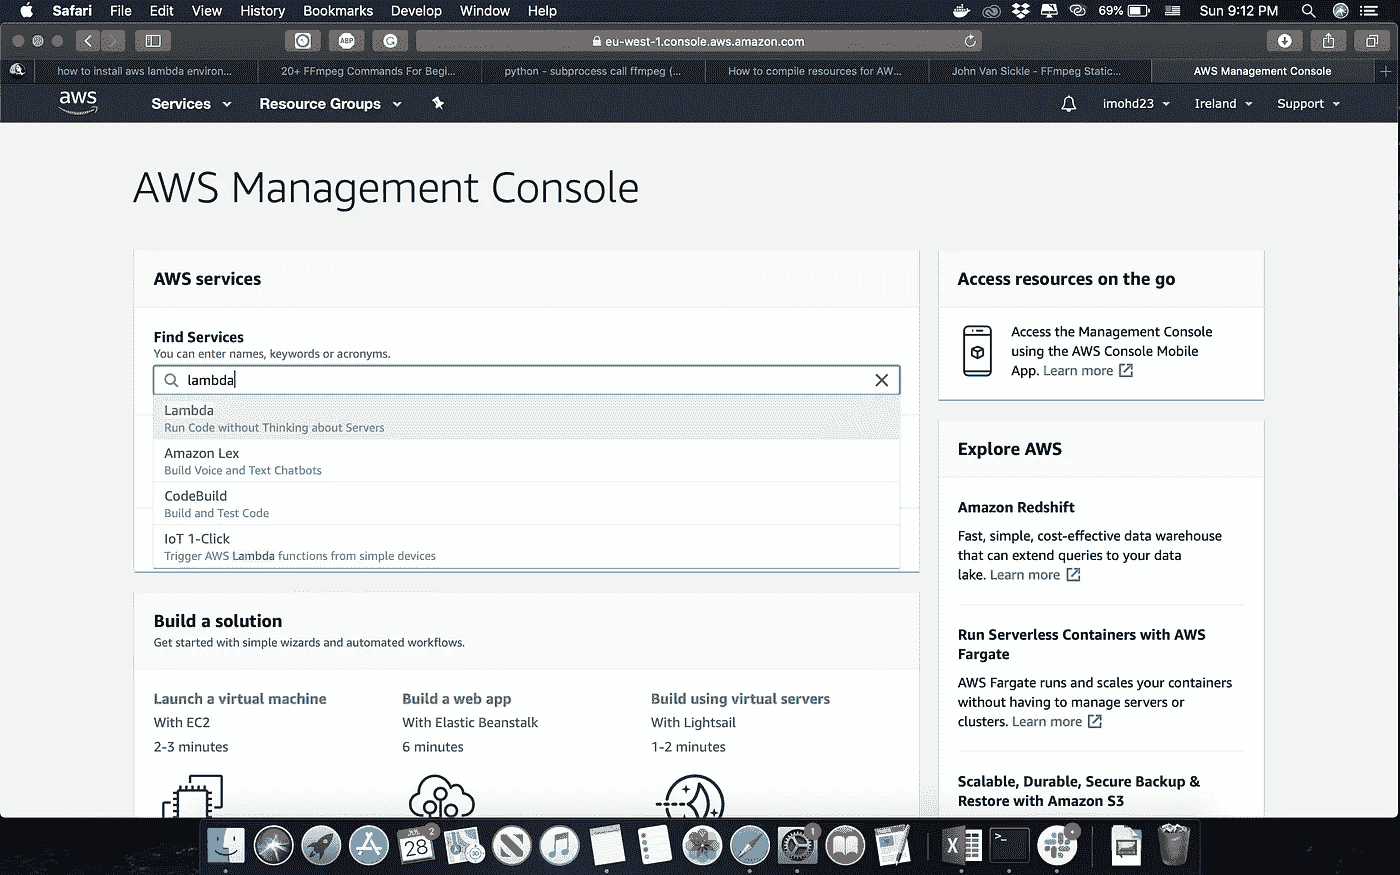 Safari File Edit View History Bookmarks Develop Window Help 69% Sun 9:12 PM
ABP eu-west-1.console.aws.amazon.com
how to install aws lambda environ... 20+ FFmpeg Commands For Begi... python - subprocess call ffmpeg (... How to compile resources for AW... John Van Sickle - FFmpeg Static... AWS Management Console
aws Services Resource Groups imohd23 Ireland Support
AWS Management Console
AWS services
Find Services
You can enter names, keywords or acronyms.
lambda
Lambda
Run Code without Thinking about Servers
Amazon Lex
Build Voice and Text Chatbots
CodeBuild
Build and Test Code
IoT 1-Click
Trigger AWS Lambda functions from simple devices
Build a solution
Get started with simple wizards and automated workflows.
Launch a virtual machine
With EC2
2-3 minutes
Build a web app
With Elastic Beanstalk
6 minutes
Build using virtual servers
With Lightsail
1-2 minutes
Access resources on the go
Access the Management Console
using the AWS Console Mobile
App. Learn more
Explore AWS
Amazon Redshift
Fast, simple, cost-effective data warehouse
that can extend queries to your data
lake. Learn more
Run Serverless Containers with AWS
Fargate
AWS Fargate runs and scales your containers
without having to manage servers or
clusters. Learn more
Scalable, Durable, Secure Backup &
Restore with Amazon S3
JUL 2
28
1